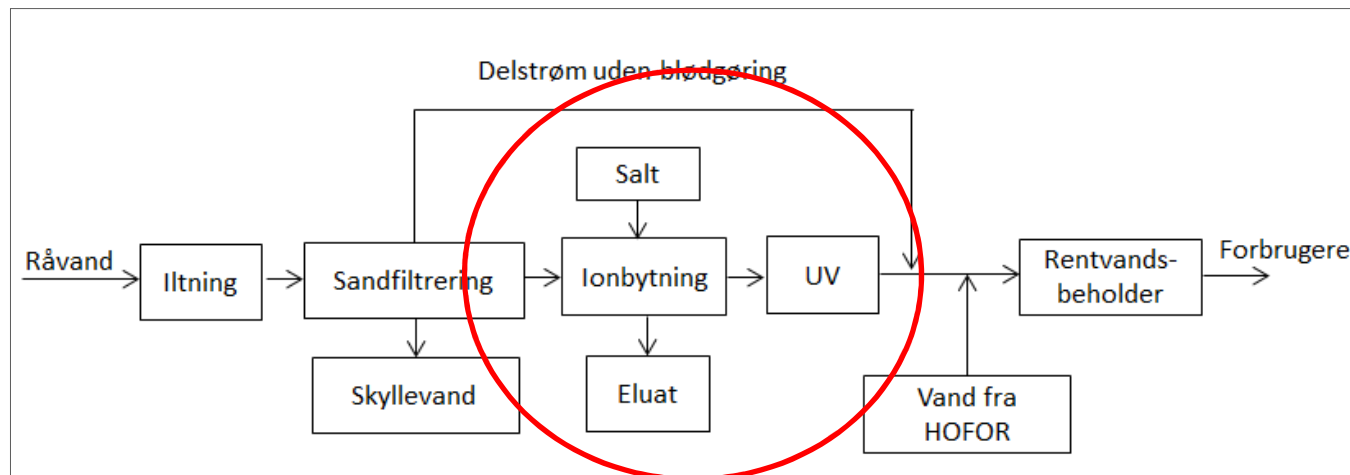 Delstrøm uden blødgøring
Salt
Råvand
Iltning
Sandfiltrering
Ionbytning
UV
Rentvands-
beholder
Forbrugere
Skyllevand
Eluat
Vand fra
HOFOR